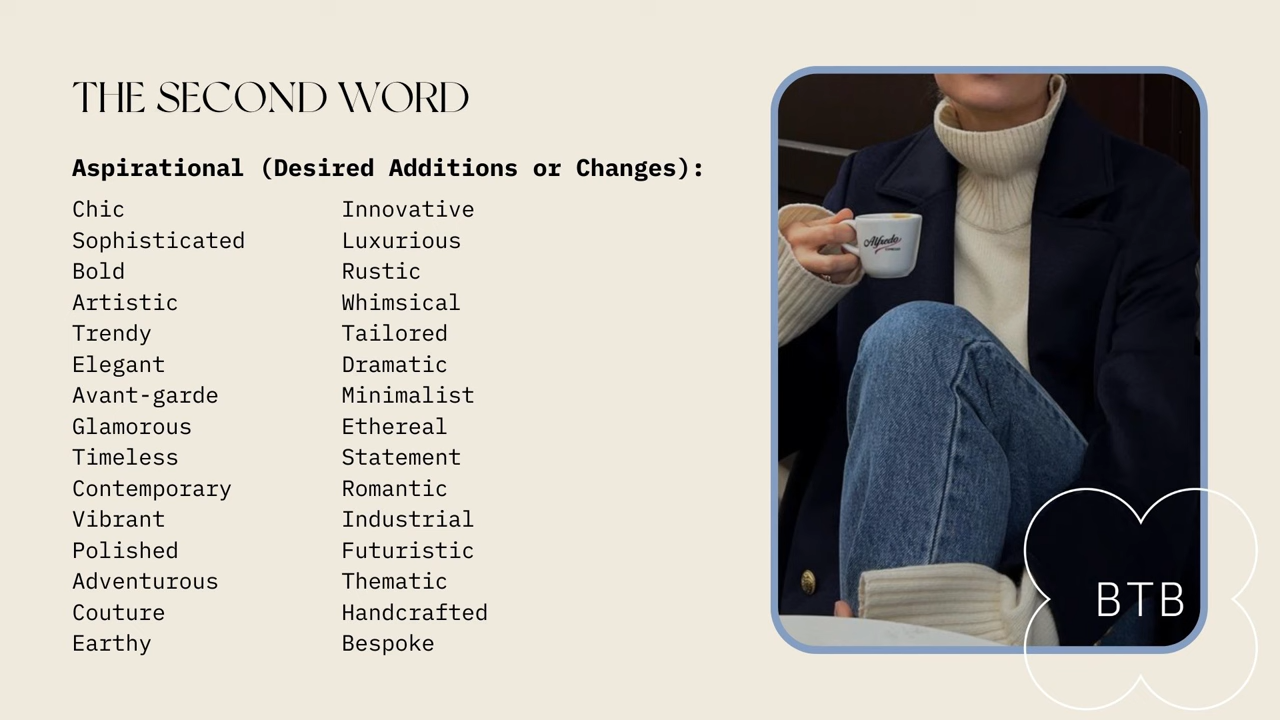 THE SECOND WORD
Aspirational (Desired Additions or Changes):
Chic
Sophisticated
Bold
Artistic
Trendy
Elegant
Avant-garde
Glamorous
Timeless
Contemporary
Vibrant
Polished
Adventurous
Couture
Earthy
Innovative
Luxurious
Rustic
Whimsical
Tailored
Dramatic
Minimalist
Ethereal
Statement
Romantic
Industrial
Futuristic
Thematic
Handcrafted
Bespoke
Alfredo
BTB